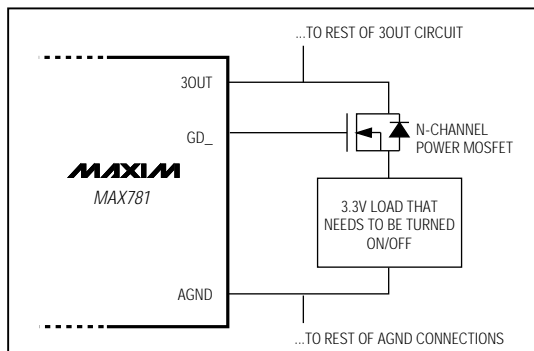 ...TO REST OF 3OUT CIRCUIT
3OUT
GD_
N-CHANNEL
POWER MOSFET
MAXIM
MAX781
3.3V LOAD THAT
NEEDS TO BE TURNED
ON/OFF
AGND
...TO REST OF AGND CONNECTIONS